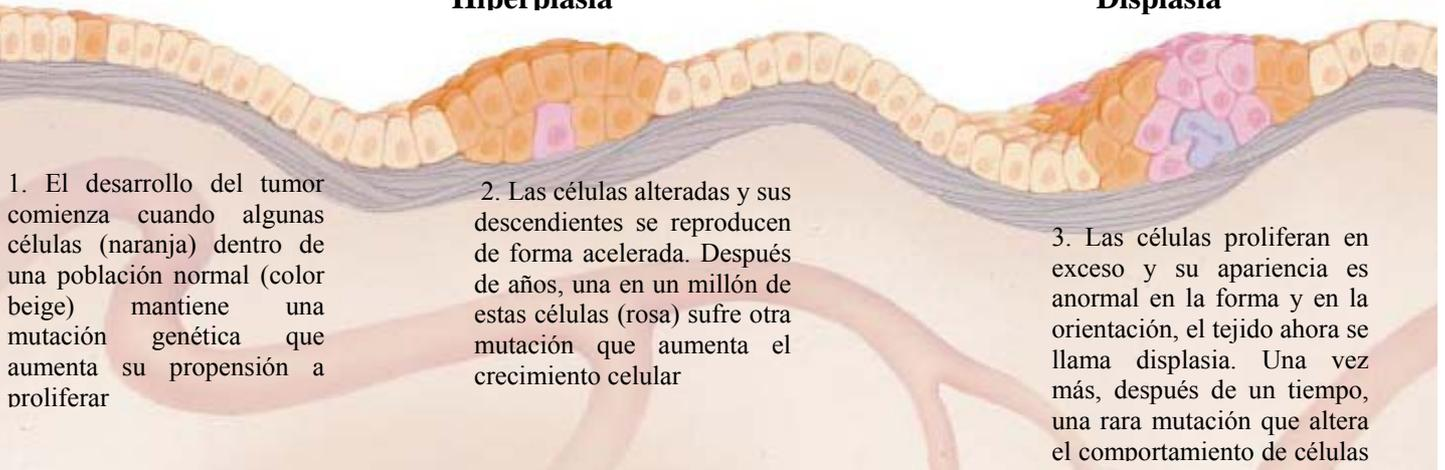 Hiperplasia
Displasia
1. El desarrollo del tumor
comienza cuando algunas
células (naranja) dentro de
una población normal (color
beige) mantiene una
mutación genética que
aumenta su propensión a
proliferar
2. Las células alteradas y sus
descendientes se reproducen
de forma acelerada. Después
de años, una en un millón de
estas células (rosa) sufre otra
mutación que aumenta el
crecimiento celular
3. Las células proliferan en
exceso y su apariencia es
anormal en la forma y en la
orientación, el tejido ahora se
llama displasia. Una vez
más, después de un tiempo,
una rara mutación que altera
el comportamiento de células